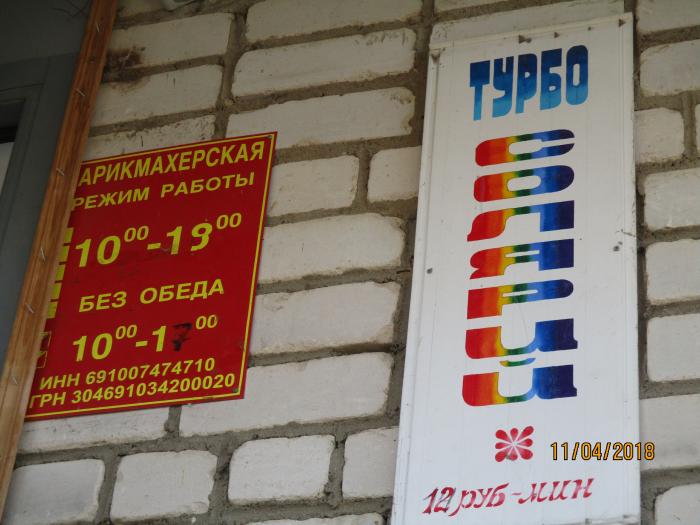 АРИКМАХЕРСКАЯ
РЕЖИМ РАБОТЫ
10⁰⁰-19⁰⁰
БЕЗ ОБЕДА
10⁰⁰-17⁰⁰
ИНН 691007474710
ГРН 304691034200020
ТУРБО
СОЛЯРИЙ
12 руб-мин
11/04/2018